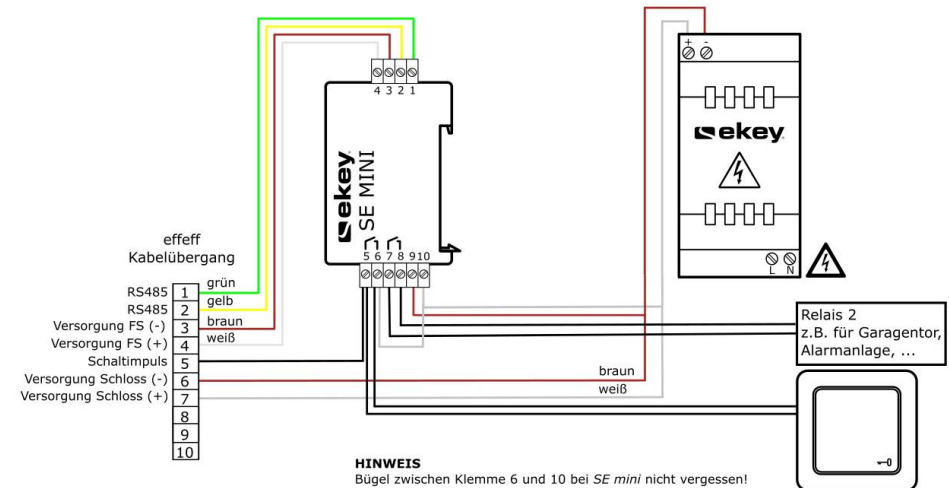 + -
4 3 2 1
ekey
SE MINI
ekey
5 6 7 8 9 10
L N
effeff
Kabelübergang
RS485 1 grün
RS485 2 gelb
Versorgung FS (-) 3 braun
Versorgung FS (+) 4 weiß
Schaltimpuls 5
Versorgung Schloss (-) 6 braun
Versorgung Schloss (+) 7 weiß
8
9
10
Relais 2
z.B. für Garagentor,
Alarmanlage, ...
HINWEIS
Bügel zwischen Klemme 6 und 10 bei SE mini nicht vergessen!